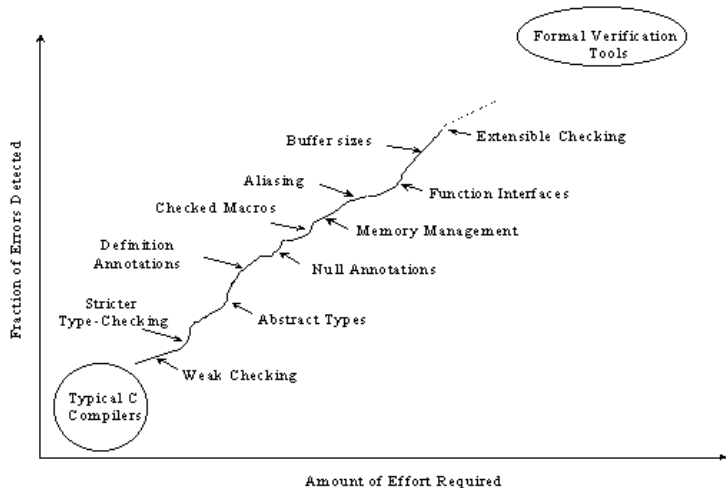 Formal Verification
Tools
Buffer sizes
Extensible Checking
Aliasing
Function Interfaces
Checked Macros
Memory Management
Definition
Annotations
Null Annotations
Stricter
Type-Checking
Abstract Types
Weak Checking
Typical C
Compilers
Fraction of Errors Detected
Amount of Effort Required